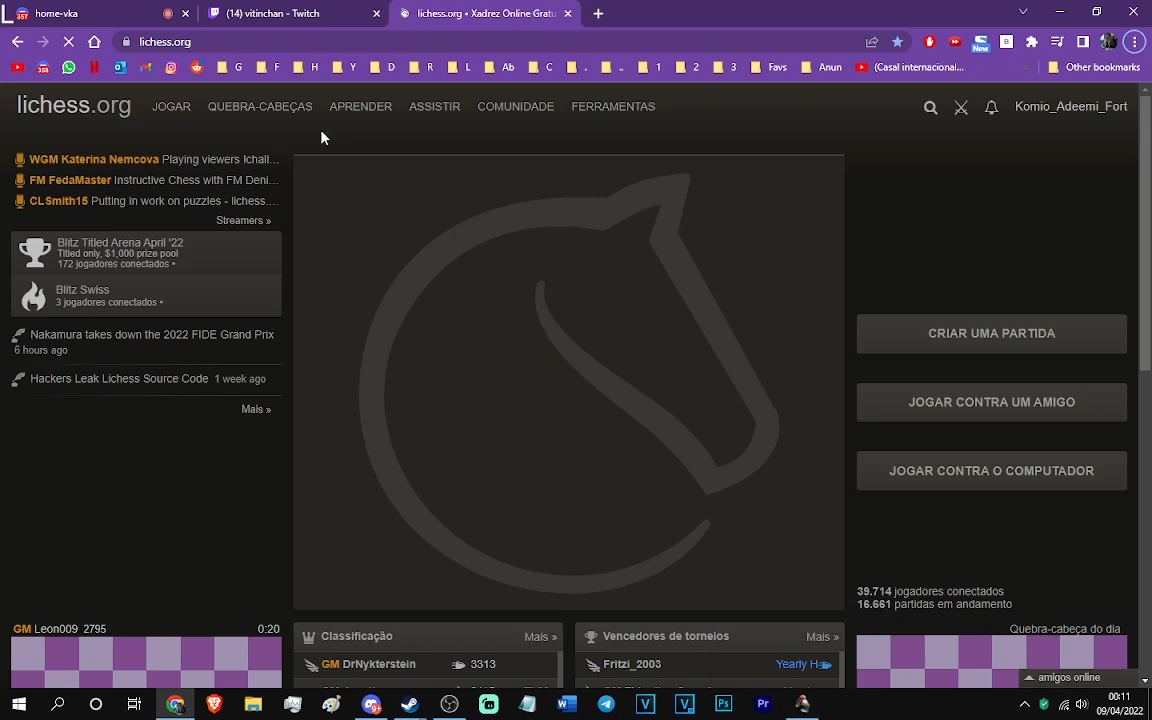 home-vka
(14) vitinchan - Twitch
lichess.org • Xadrez Online Gratu
lichess.org
New
358 G F H Y D R L Ab C . .. 1 2 3 Favs Anun (Casal internacional... Other bookmarks
lichess.org JOGAR QUEBRA-CABEÇAS APRENDER ASSISTIR COMUNIDADE FERRAMENTAS Komio_Adeemi_Fort
WGM Katerina Nemcova Playing viewers !chall...
FM FedaMaster Instructive Chess with FM Deni...
CLSmith15 Putting in work on puzzles - lichess....
Streamers »
Blitz Titled Arena April '22
Titled only, $1,000 prize pool
172 jogadores conectados •
Blitz Swiss
3 jogadores conectados •
Nakamura takes down the 2022 FIDE Grand Prix
6 hours ago
Hackers Leak Lichess Source Code 1 week ago
Mais »
CRIAR UMA PARTIDA
JOGAR CONTRA UM AMIGO
JOGAR CONTRA O COMPUTADOR
39.714 jogadores conectados
16.661 partidas em andamento
GM Leon009 2795 0:20
Classificação Mais »
GM DrNykterstein 3313
Vencedores de torneios Mais »
Fritzi_2003 Yearly H
Quebra-cabeça do dia
amigos online
00:11
09/04/2022